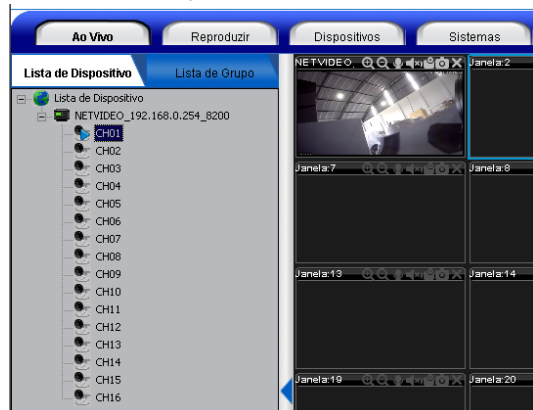 Ao Vivo Reproduzir Dispositivos Sistemas
Lista de Dispositivo Lista de Grupo
Lista de Dispositivo
NETVIDEO_192.168.0.254_8200
CH01
CH02
CH03
CH04
CH05
CH06
CH07
CH08
CH09
CH10
CH11
CH12
CH13
CH14
CH15
CH16
NETVIDEO_ Janela:2
Janela:7 Janela:8
Janela:13 Janela:14
Janela:19 Janela:20